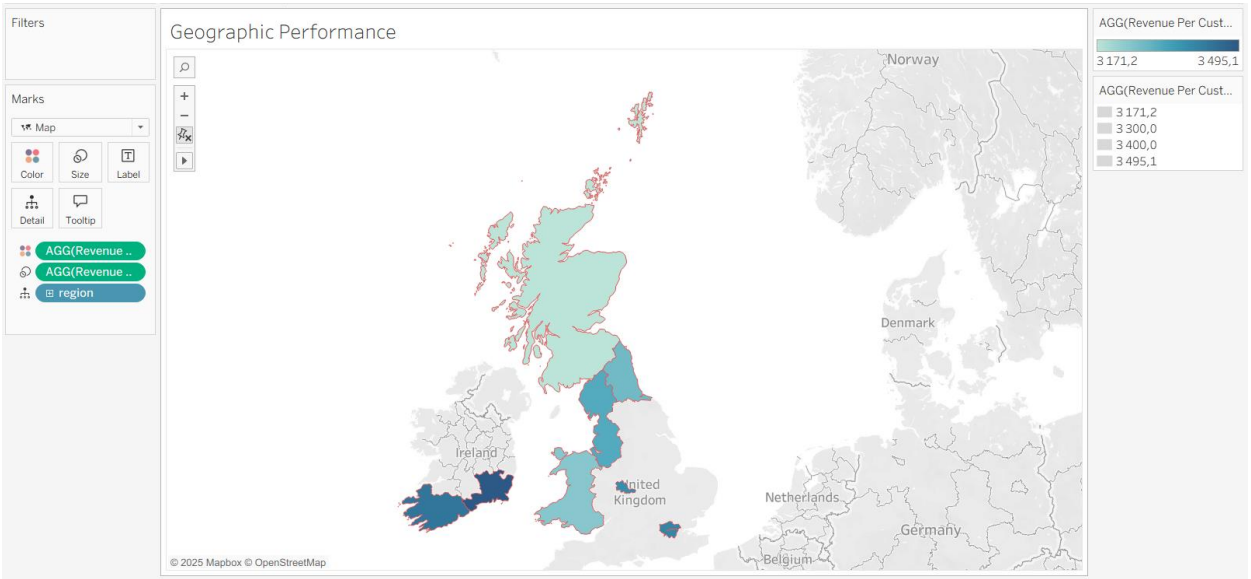 Filters
Marks
Map
Color
Size
Label
Detail
Tooltip
AGG(Revenue ..
AGG(Revenue ..
region
Geographic Performance
Norway
Denmark
Ireland
United
Kingdom
Netherlands
Germany
Belgium
© 2025 Mapbox © OpenStreetMap
AGG(Revenue Per Cust...
3 171,2 3 495,1
AGG(Revenue Per Cust...
3 171,2
3 300,0
3 400,0
3 495,1